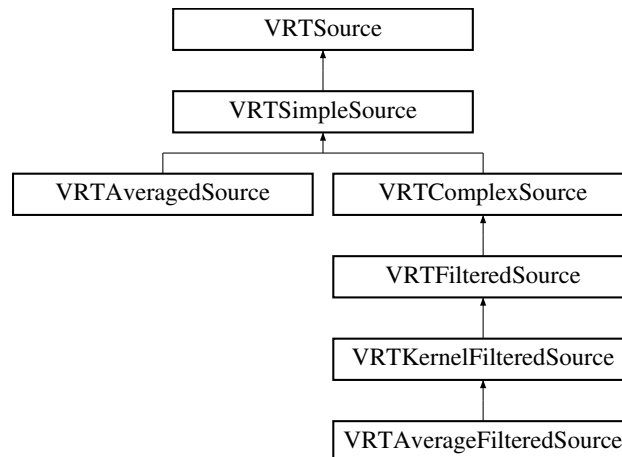 VRTSource
VRTSimpleSource
VRTAveragedSource
VRTComplexSource
VRTFilteredSource
VRTKernelFilteredSource
VRTAverageFilteredSource